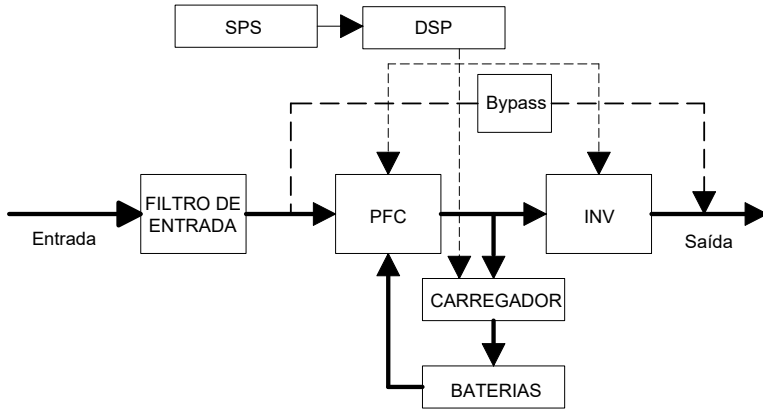 SPS
DSP
Bypass
FILTRO DE
ENTRADA
PFC
INV
Entrada
Saída
CARREGADOR
BATERIAS